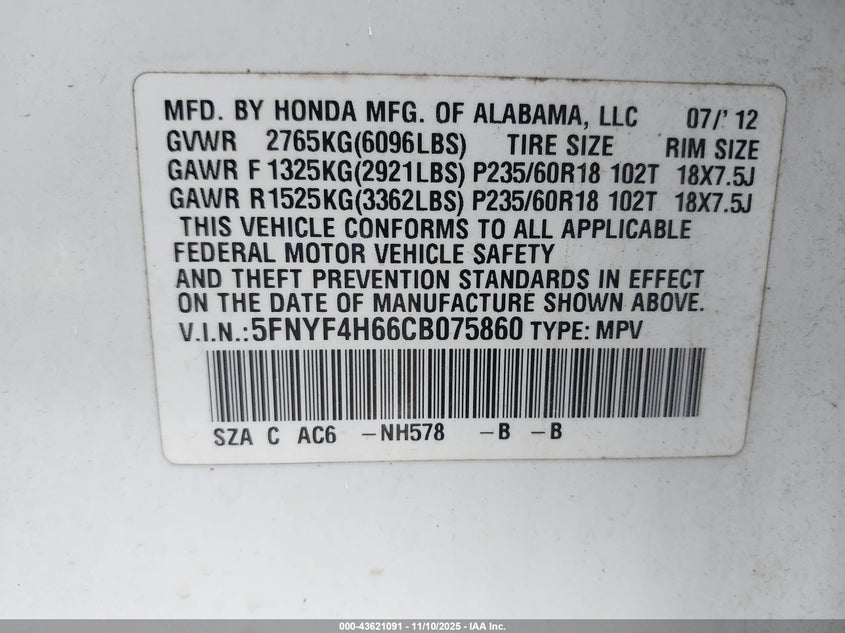 MFD. BY HONDA MFG. OF ALABAMA, LLC 07/' 12
GVWR 2765KG(6096LBS) TIRE SIZE RIM SIZE
GAWR F 1325KG(2921LBS) P235/60R18 102T 18X7.5J
GAWR R 1525KG(3362LBS) P235/60R18 102T 18X7.5J
THIS VEHICLE CONFORMS TO ALL APPLICABLE
FEDERAL MOTOR VEHICLE SAFETY
AND THEFT PREVENTION STANDARDS IN EFFECT
ON THE DATE OF MANUFACTURE SHOWN ABOVE.
V.I.N.: 5FNYF4H66CB075860 TYPE: MPV
SZA C AC6 –NH578 –B –B
000-43621091 — 11/10/2025 — IAA Inc.